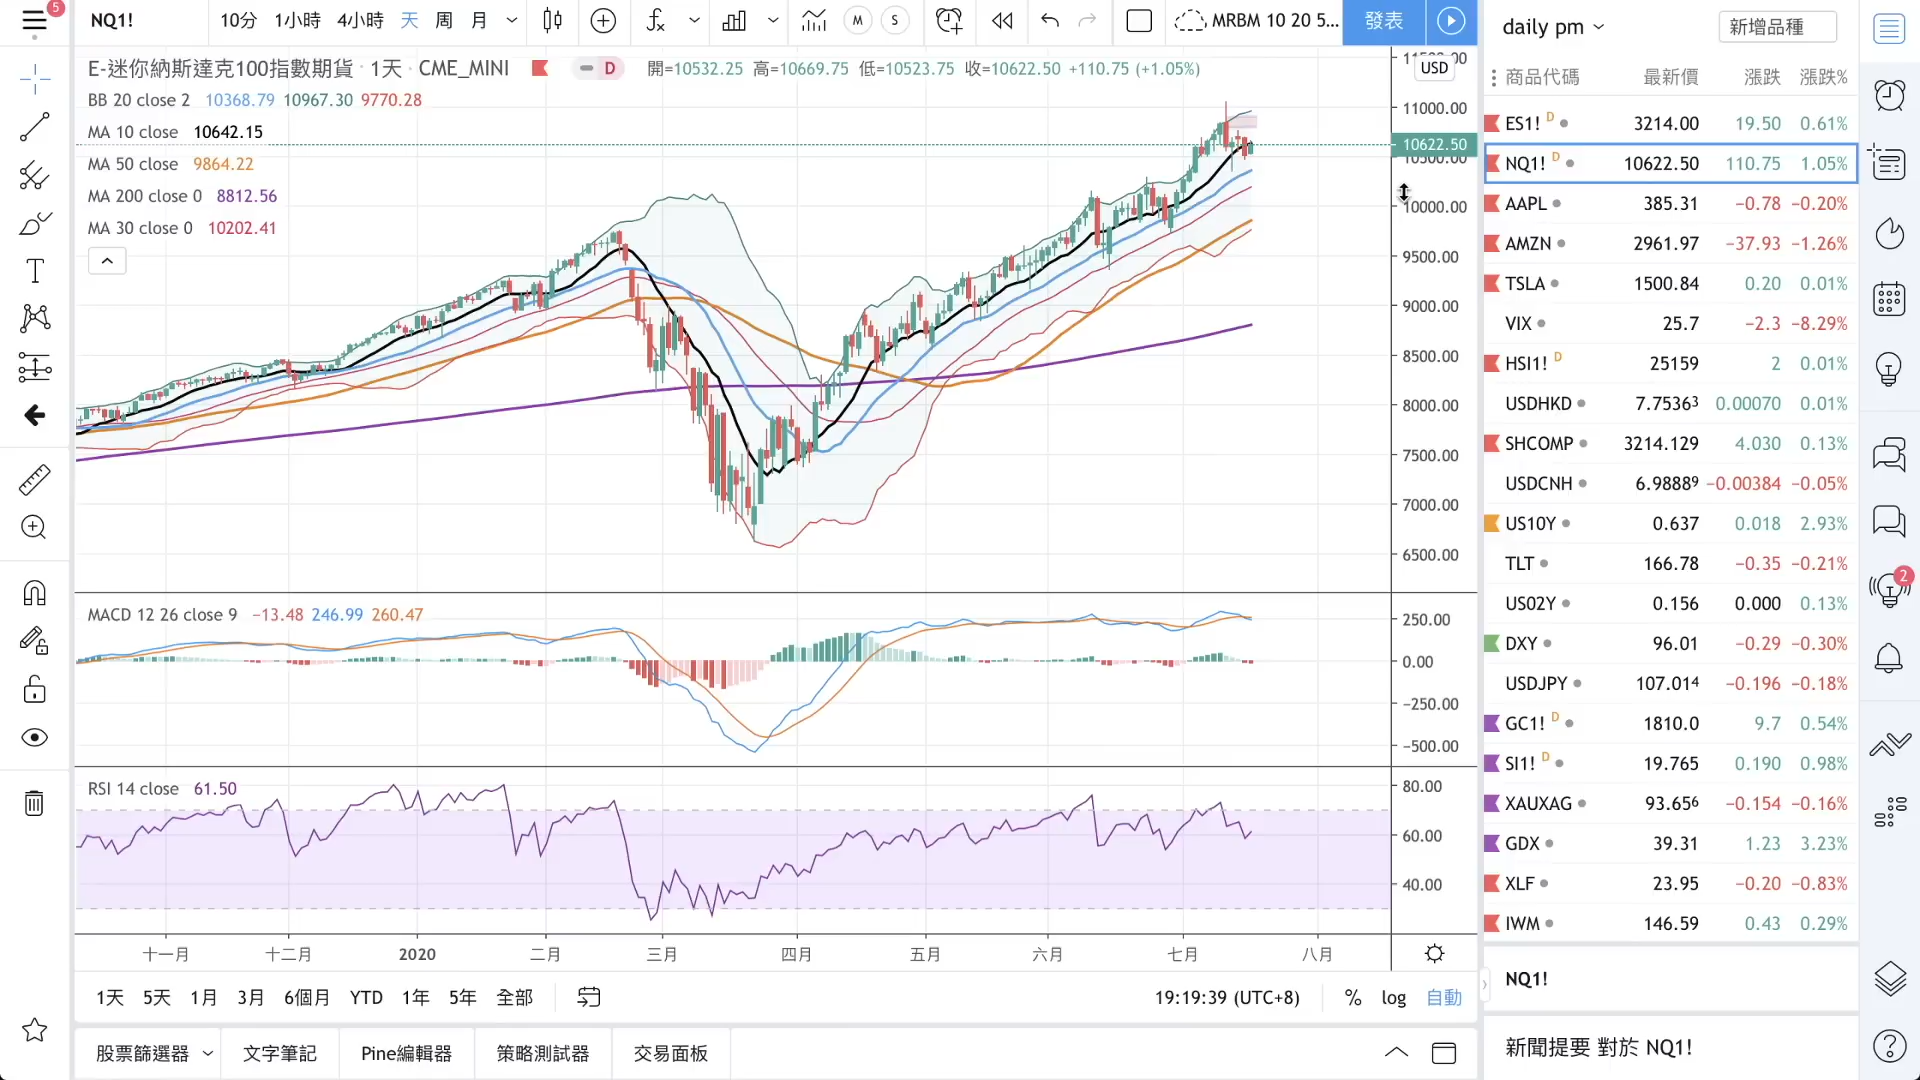 5
NQ1!
10分 1小時 4小時 天 周 月
M S
MRBM 10 20 5...
發表
E-迷你納斯達克100指數期貨 · 1天 · CME_MINI
D
開=10532.25 高=10669.75 低=10523.75 收=10622.50 +110.75 (+1.05%)
BB 20 close 2 10368.79 10967.30 9770.28
MA 10 close 10642.15
MA 50 close 9864.22
MA 200 close 0 8812.56
MA 30 close 0 10202.41
USD
11000.00
10622.50
10500.00
10000.00
9500.00
9000.00
8500.00
8000.00
7500.00
7000.00
6500.00
MACD 12 26 close 9 −13.48 246.99 260.47
250.00
0.00
−250.00
−500.00
RSI 14 close 61.50
80.00
60.00
40.00
十一月 十二月 2020 二月 三月 四月 五月 六月 七月 八月
1天 5天 1月 3月 6個月 YTD 1年 5年 全部
19:19:39 (UTC+8) % log 自動
股票篩選器 文字筆記 Pine編輯器 策略測試器 交易面板
daily pm
新增品種
商品代碼 最新價 漲跌 漲跌%
ES1! D 3214.00 19.50 0.61%
NQ1! D 10622.50 110.75 1.05%
AAPL 385.31 −0.78 −0.20%
AMZN 2961.97 −37.93 −1.26%
TSLA 1500.84 0.20 0.01%
VIX 25.7 −2.3 −8.29%
HSI1! D 25159 2 0.01%
USDHKD 7.7536³ 0.00070 0.01%
SHCOMP 3214.129 4.030 0.13%
USDCNH 6.9888⁹ −0.00384 −0.05%
US10Y 0.637 0.018 2.93%
TLT 166.78 −0.35 −0.21%
US02Y 0.156 0.000 0.13%
DXY 96.01 −0.29 −0.30%
USDJPY 107.01⁴ −0.196 −0.18%
GC1! D 1810.0 9.7 0.54%
SI1! D 19.765 0.190 0.98%
XAUXAG 93.65⁶ −0.154 −0.16%
GDX 39.31 1.23 3.23%
XLF 23.95 −0.20 −0.83%
IWM 146.59 0.43 0.29%
NQ1!
新聞提要 對於 NQ1!
2